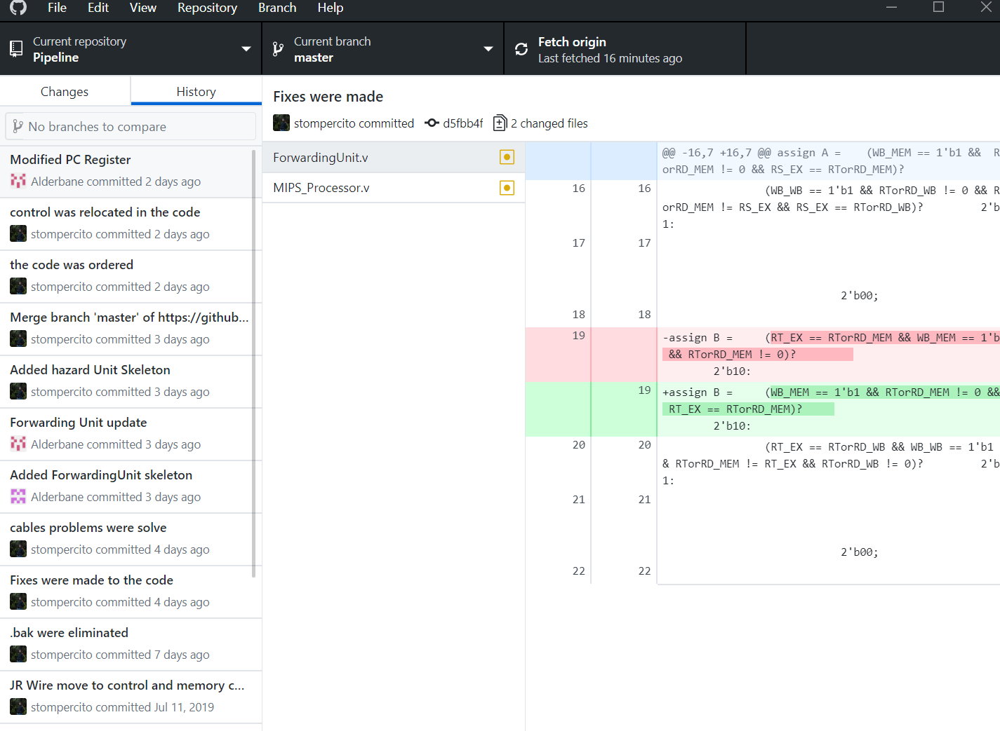 File Edit View Repository Branch Help
Current repository
Pipeline
Current branch
master
Fetch origin
Last fetched 16 minutes ago
Changes
History
No branches to compare
Modified PC Register
Alderbane committed 2 days ago
control was relocated in the code
stompercito committed 2 days ago
the code was ordered
stompercito committed 2 days ago
Merge branch 'master' of https://github...
stompercito committed 3 days ago
Added hazard Unit Skeleton
stompercito committed 3 days ago
Forwarding Unit update
Alderbane committed 3 days ago
Added ForwardingUnit skeleton
Alderbane committed 3 days ago
cables problems were solve
stompercito committed 4 days ago
Fixes were made to the code
stompercito committed 4 days ago
.bak were eliminated
stompercito committed 7 days ago
JR Wire move to control and memory c...
stompercito committed Jul 11, 2019
Fixes were made
stompercito committed d5fbb4f 2 changed files
ForwardingUnit.v
MIPS_Processor.v
@@ -16,7 +16,7 @@ assign A = (WB_MEM == 1'b1 && R
orRD_MEM != 0 && RS_EX == RTorRD_MEM)?
16 16 (WB_WB == 1'b1 && RTorRD_WB != 0 && R
orRD_MEM != RS_EX && RS_EX == RTorRD_WB)? 2'b
1:
17 17
2'b00;
18 18
19 -assign B = (RT_EX == RTorRD_MEM && WB_MEM == 1'b
&& RTorRD_MEM != 0)?
2'b10:
19 +assign B = (WB_MEM == 1'b1 && RTorRD_MEM != 0 &&
RT_EX == RTorRD_MEM)?
2'b10:
20 20 (RT_EX == RTorRD_WB && WB_WB == 1'b1
& RTorRD_MEM != RT_EX && RTorRD_WB != 0)? 2'b
1:
21 21
2'b00;
22 22